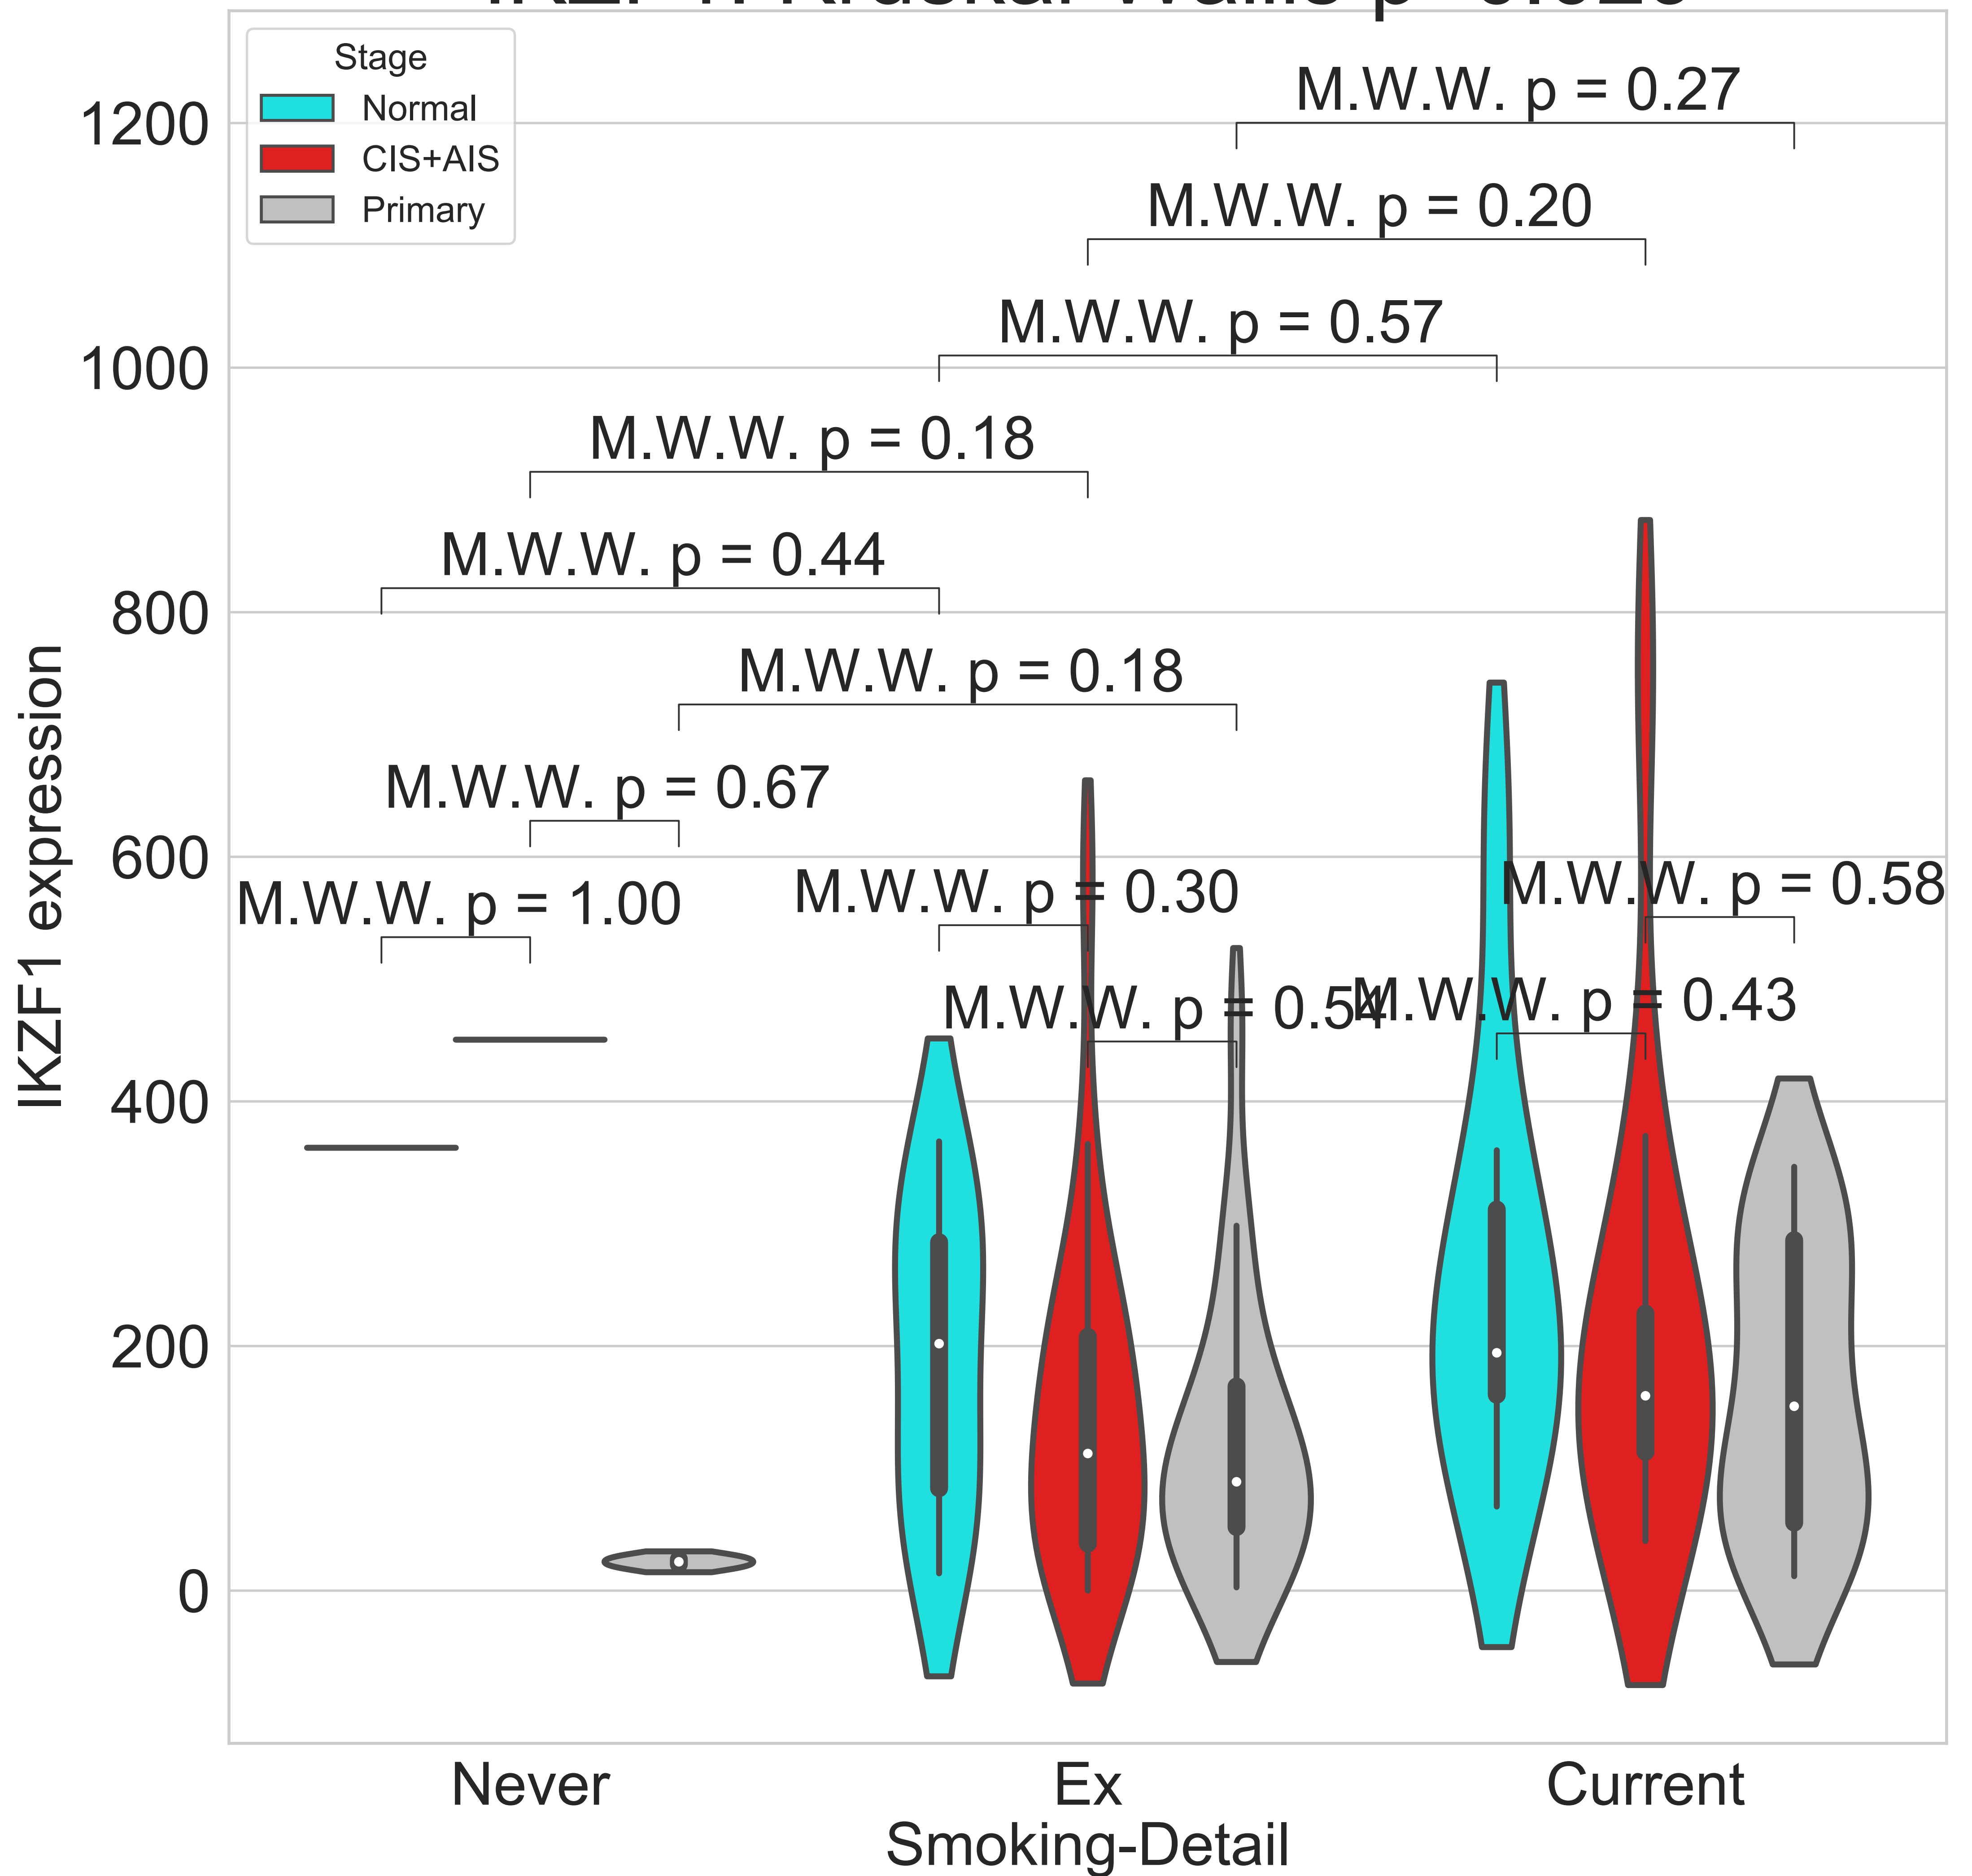 Stage
Normal
CIS+AIS
Primary
M.W.W. p = 0.27
M.W.W. p = 0.20
M.W.W. p = 0.57
M.W.W. p = 0.18
M.W.W. p = 0.44
M.W.W. p = 0.18
M.W.W. p = 0.67
M.W.W. p = 1.00
M.W.W. p = 0.30
M.W.W. p = 0.58
M.W.W. p = 0.54
M.W.W. p = 0.43
1200
1000
800
600
400
200
0
IKZF1 expression
Never
Ex
Current
Smoking-Detail